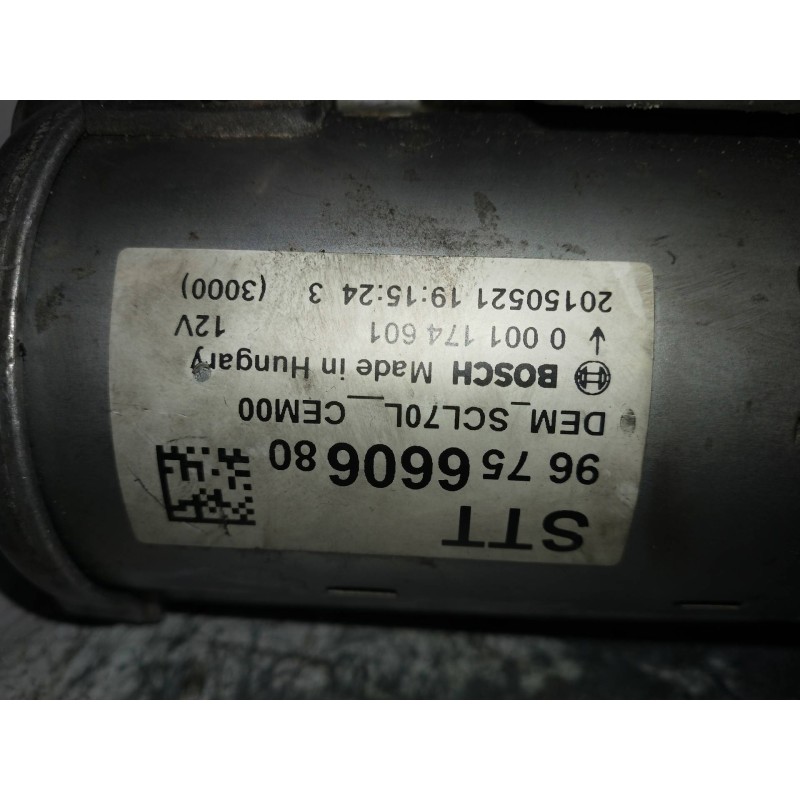 STT
96 75 6606 80
DEM_SCL70L__CEM00
BOSCH Made in Hungary
0 001 174 601 12V
20150521 19:15:24 3 (3000)